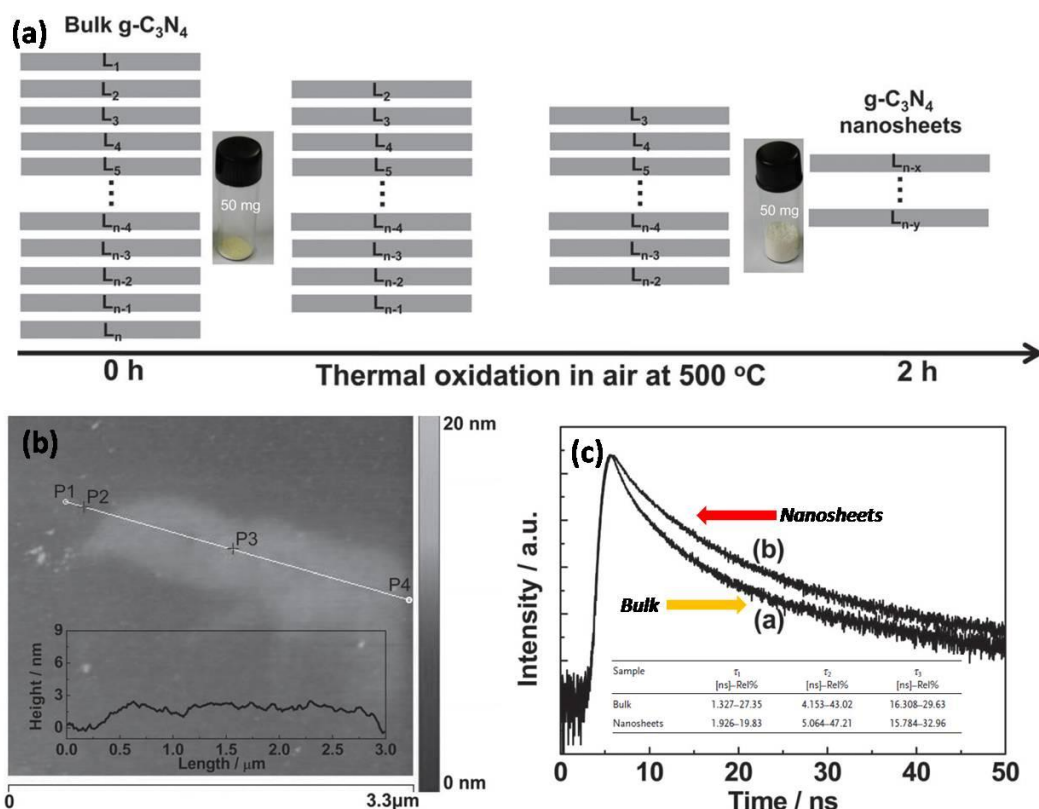 (a)
Bulk g-C₃N₄
L₁
L₂
L₃
L₄
L₅
Lₙ₋₄
Lₙ₋₃
Lₙ₋₂
Lₙ₋₁
Lₙ
50 mg
L₂
L₃
L₄
L₅
Lₙ₋₄
Lₙ₋₃
Lₙ₋₂
Lₙ₋₁
L₃
L₄
L₅
Lₙ₋₄
Lₙ₋₃
Lₙ₋₂
50 mg
g-C₃N₄
nanosheets
Lₙ₋ₓ
Lₙ₋y
0 h
Thermal oxidation in air at 500 °C
2 h
(b)
P1
P2
P3
P4
20 nm
0 nm
Height / nm
9
6
3
0
0.0 0.5 1.0 1.5 2.0 2.5 3.0
Length / μm
0
3.3μm
(c)
Intensity / a.u.
Nanosheets
(b)
Bulk
(a)
Sample τ₁ τ₂ τ₃
[ns]–Rel% [ns]–Rel% [ns]–Rel%
Bulk 1.327–27.35 4.153–43.02 16.308–29.63
Nanosheets 1.926–19.83 5.064–47.21 15.784–32.96
0 10 20 30 40 50
Time / ns